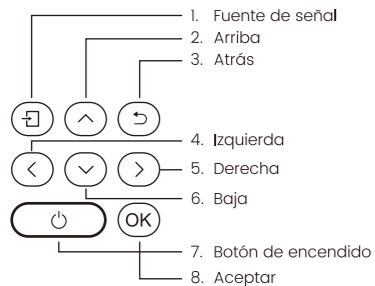 1. Fuente de señal
2. Arriba
3. Atrás
4. Izquierda
5. Derecha
6. Baja
OK
7. Botón de encendido
8. Aceptar